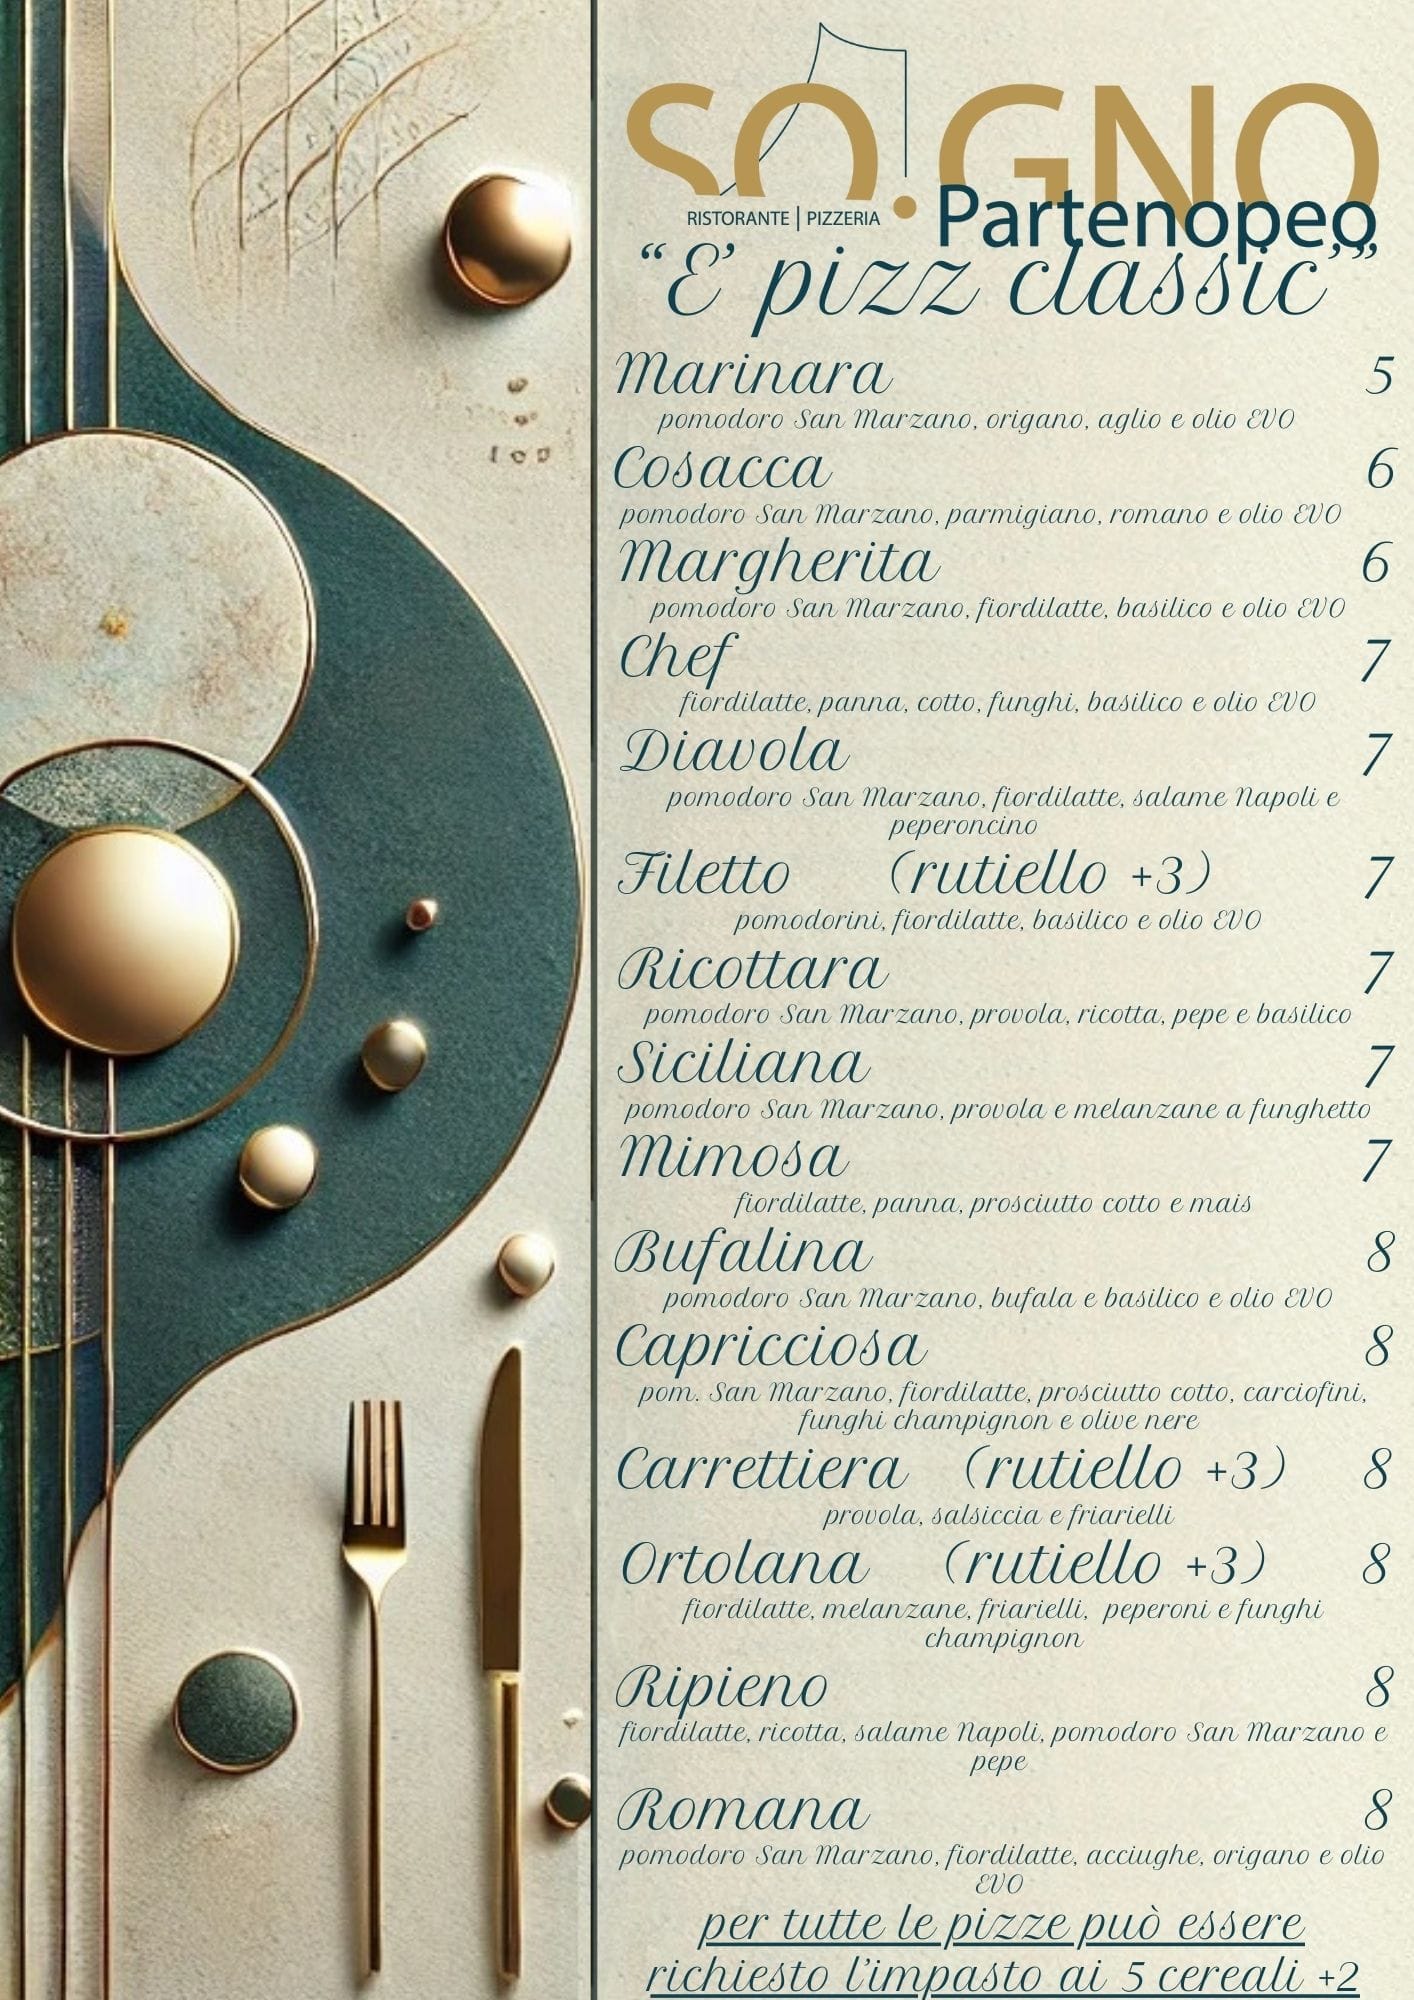 SO.GNO
RISTORANTE | PIZZERIA
Partenopeo
“E’ pizz classic’”
Marinara 5
pomodoro San Marzano, origano, aglio e olio EVO
Cosacca 6
pomodoro San Marzano, parmigiano, romano e olio EVO
Margherita 6
pomodoro San Marzano, fiordilatte, basilico e olio EVO
Chef 7
fiordilatte, panna, cotto, funghi, basilico e olio EVO
Diavola 7
pomodoro San Marzano, fiordilatte, salame Napoli e
peperoncino
Filetto (rutiello +3) 7
pomodorini, fiordilatte, basilico e olio EVO
Ricottara 7
pomodoro San Marzano, provola, ricotta, pepe e basilico
Siciliana 7
pomodoro San Marzano, provola e melanzane a funghetto
Mimosa 7
fiordilatte, panna, prosciutto cotto e mais
Bufalina 8
pomodoro San Marzano, bufala e basilico e olio EVO
Capricciosa 8
pom. San Marzano, fiordilatte, prosciutto cotto, carciofini,
funghi champignon e olive nere
Carrettiera (rutiello +3) 8
provola, salsiccia e friarielli
Ortolana (rutiello +3) 8
fiordilatte, melanzane, friarielli, peperoni e funghi
champignon
Ripieno 8
fiordilatte, ricotta, salame Napoli, pomodoro San Marzano e
pepe
Romana 8
pomodoro San Marzano, fiordilatte, acciughe, origano e olio
EVO
per tutte le pizze può essere
richiesto l’impasto ai 5 cereali +2